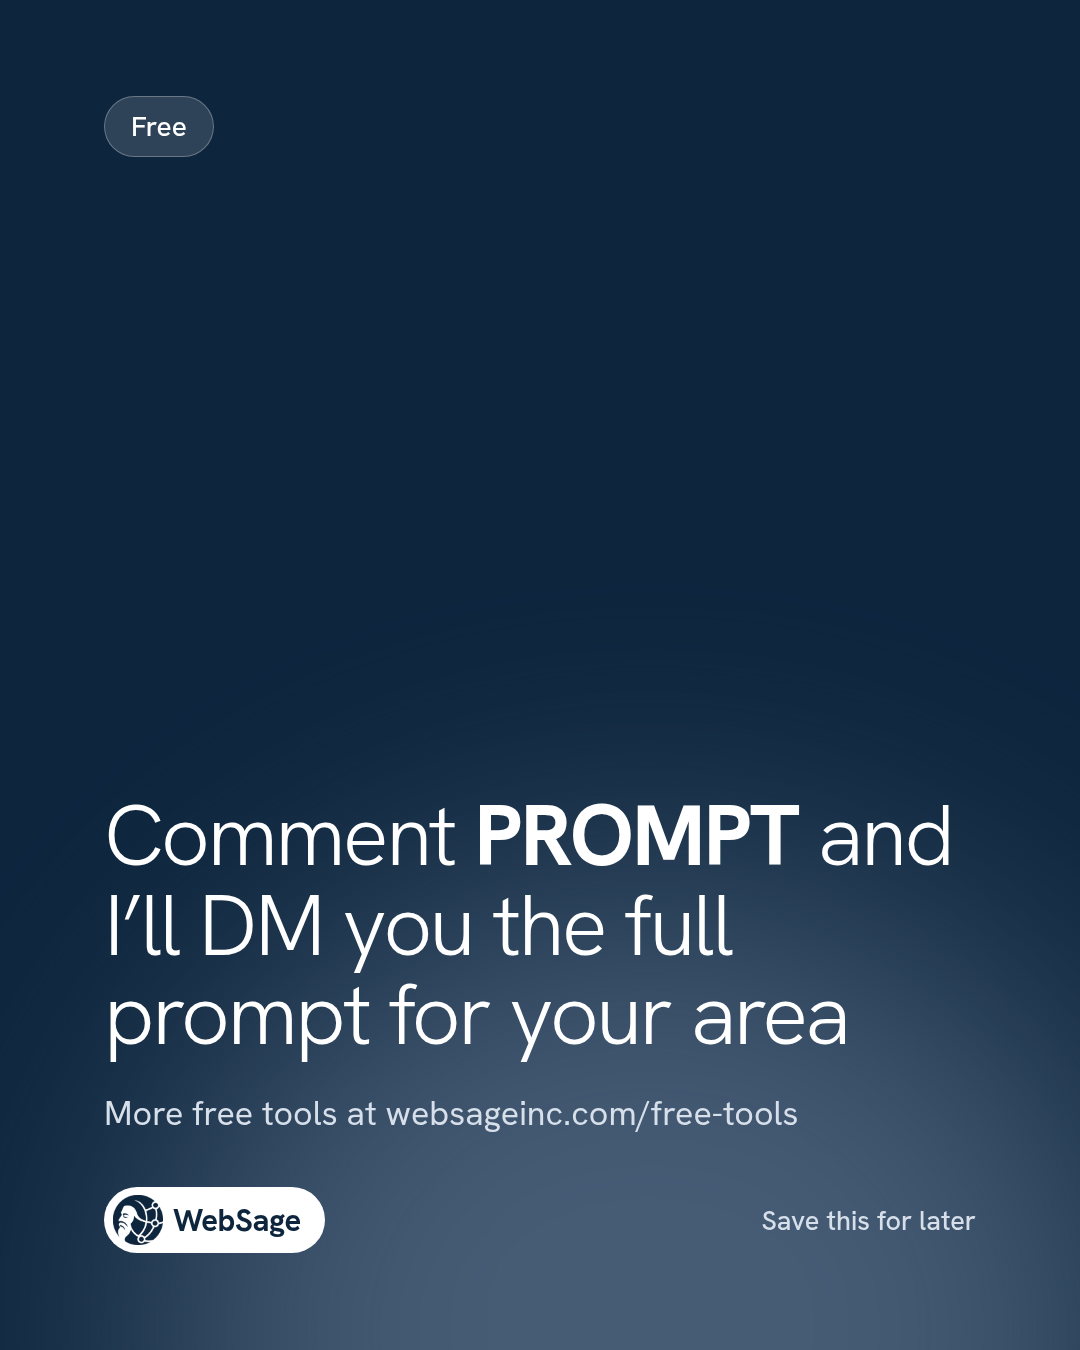 Free
Comment PROMPT and
I’ll DM you the full
prompt for your area
More free tools at websageinc.com/free-tools
WebSage
Save this for later